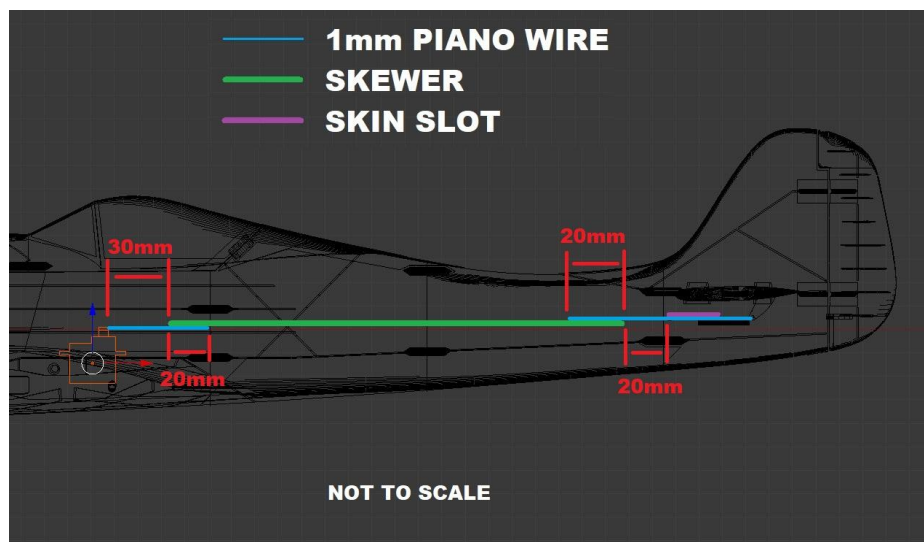 1mm PIANO WIRE
SKEWER
SKIN SLOT
30mm
20mm
20mm
20mm
NOT TO SCALE